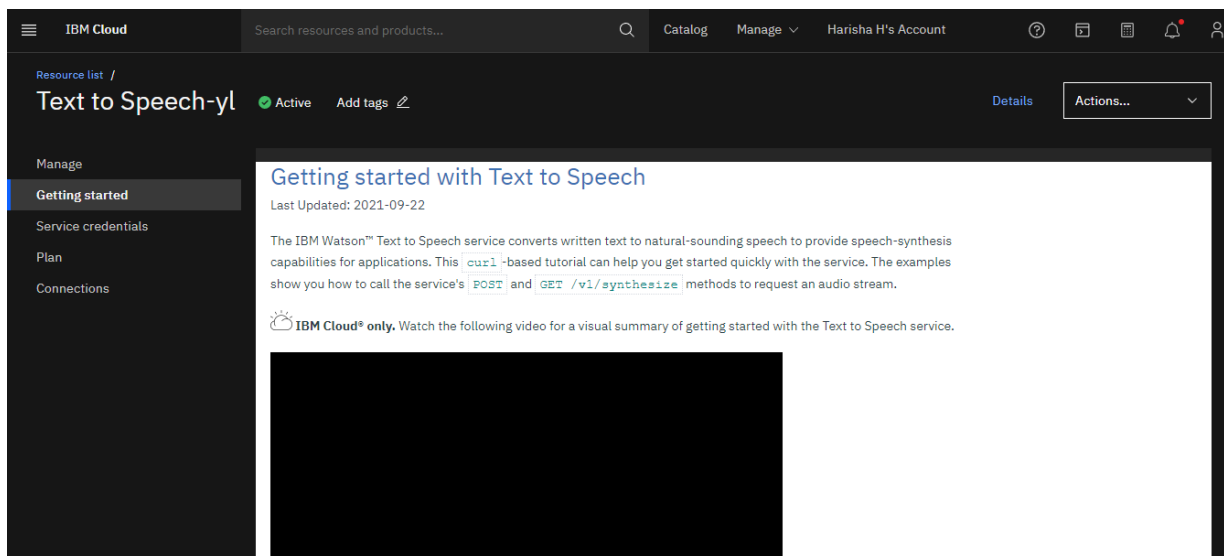 IBM Cloud
Search resources and products...
Catalog
Manage
Harisha H's Account
Resource list /
Text to Speech-yl
Active
Add tags
Details
Actions...
Manage
Getting started
Service credentials
Plan
Connections
Getting started with Text to Speech
Last Updated: 2021-09-22
The IBM Watson™ Text to Speech service converts written text to natural-sounding speech to provide speech-synthesis
capabilities for applications. This curl -based tutorial can help you get started quickly with the service. The examples
show you how to call the service's POST and GET /v1/synthesize methods to request an audio stream.
IBM Cloud® only. Watch the following video for a visual summary of getting started with the Text to Speech service.